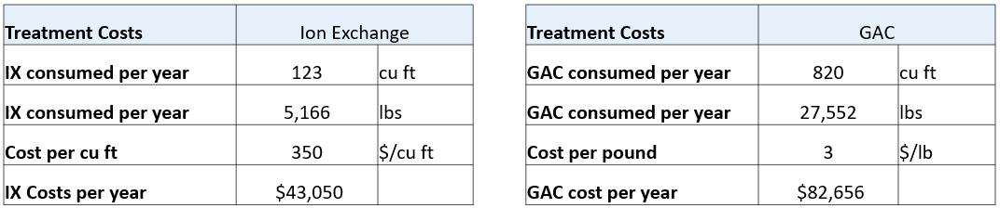 Treatment Costs Ion Exchange
IX consumed per year 123 cu ft
IX consumed per year 5,166 lbs
Cost per cu ft 350 $/cu ft
IX Costs per year $43,050
Treatment Costs GAC
GAC consumed per year 820 cu ft
GAC consumed per year 27,552 lbs
Cost per pound 3 $/lb
GAC cost per year $82,656